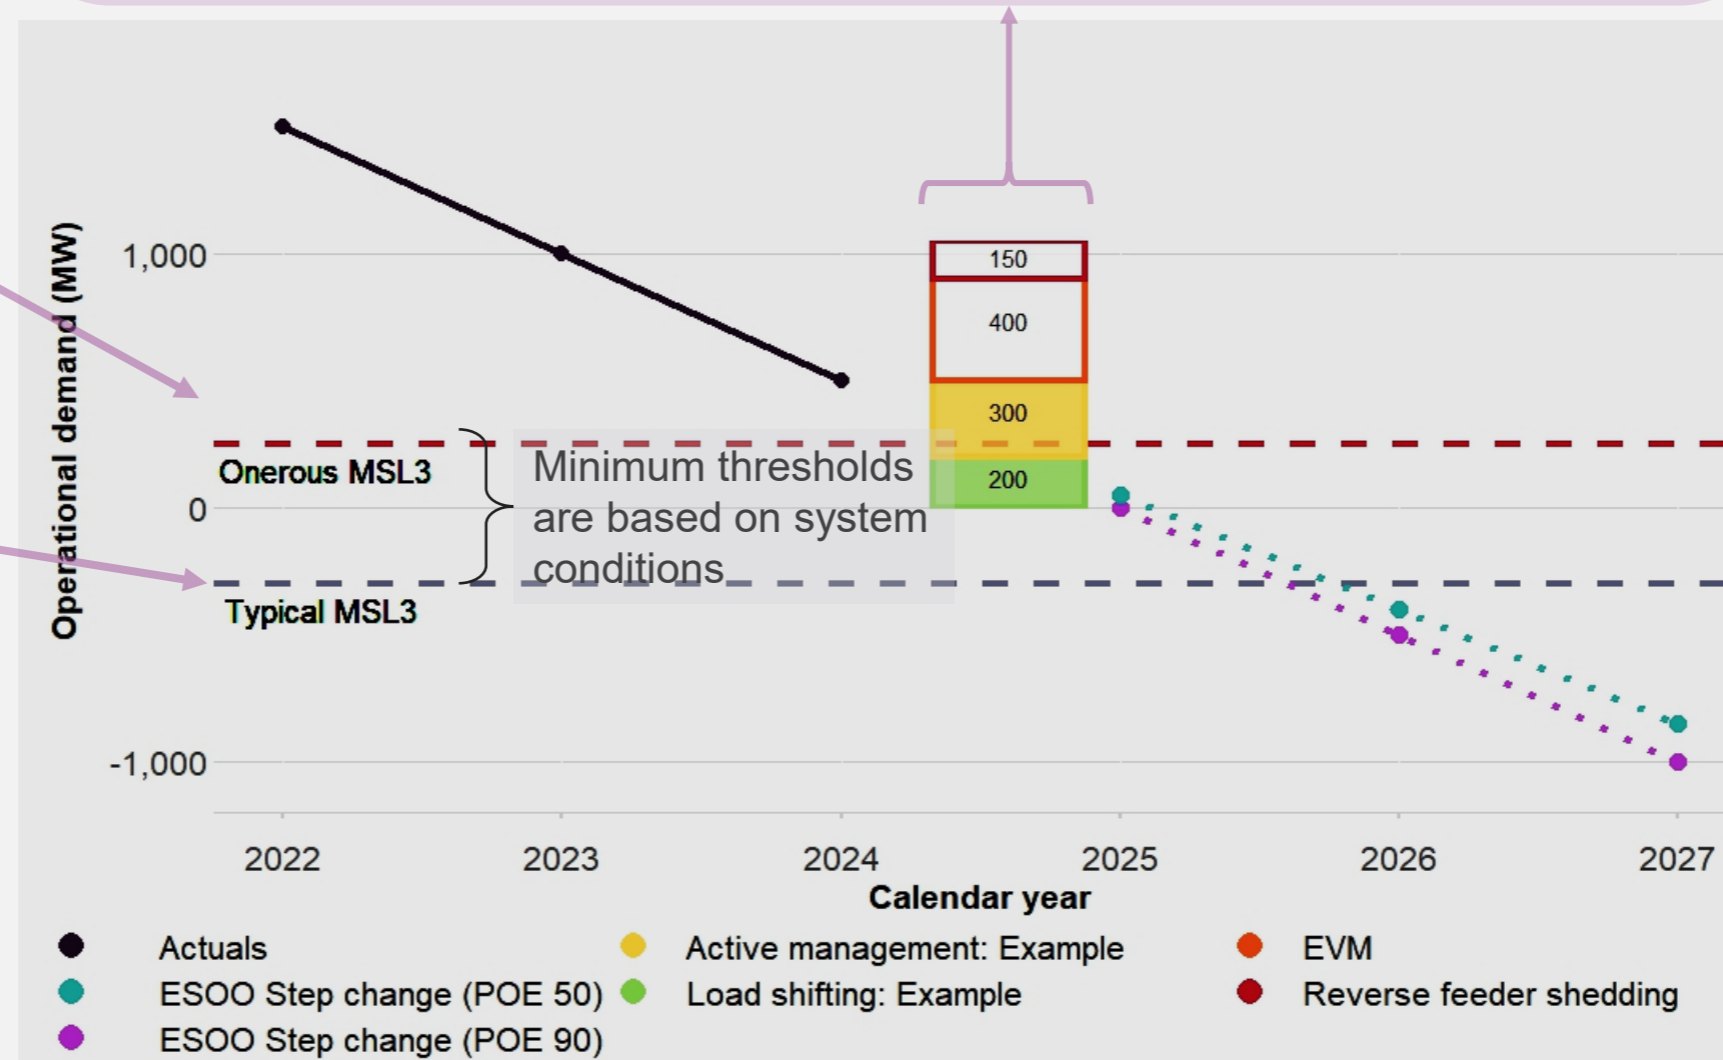 Operational demand (MW)
1,000
0
-1,000
150
400
300
200
Onerous MSL3
Typical MSL3
Minimum thresholds
are based on system
conditions
2022
2023
2024
2025
2026
2027
Calendar year
Actuals
ESOO Step change (POE 50)
ESOO Step change (POE 90)
Active management: Example
Load shifting: Example
EVM
Reverse feeder shedding